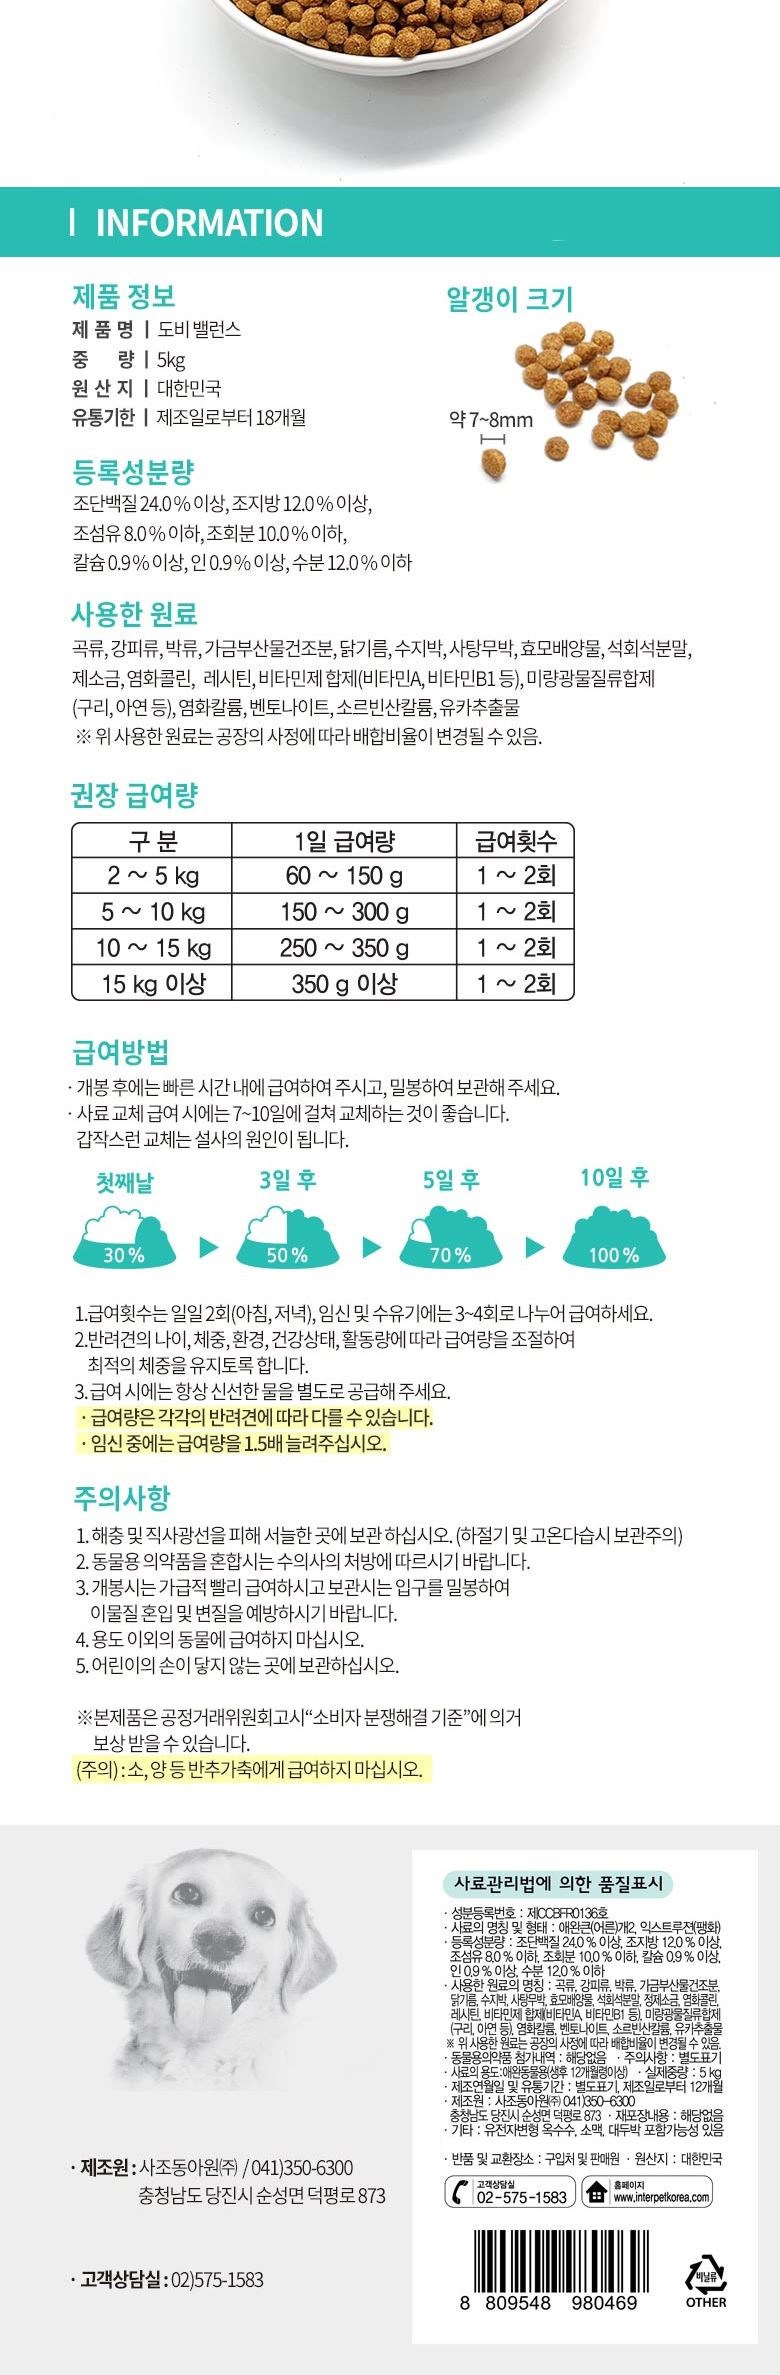 INFORMATION
제품 정보
제 품 명 | 도비 밸런스
중 량 | 5kg
원 산 지 | 대한민국
유통기한 | 제조일로부터 18개월
알갱이 크기
약 7~8mm
등록성분량
조단백질 24.0 % 이상, 조지방 12.0 % 이상,
조섬유 8.0 % 이하, 조회분 10.0 % 이하,
칼슘 0.9 % 이상, 인 0.9 % 이상, 수분 12.0 % 이하
사용한 원료
곡류, 강피류, 박류, 가금부산물건조분, 닭기름, 수지박, 사탕무박, 효모배양물, 석회석분말,
제소금, 염화콜린, 레시틴, 비타민제 합제(비타민A, 비타민B1 등), 미량광물질류합제
(구리, 아연 등), 염화칼륨, 벤토나이트, 소르빈산칼륨, 유카추출물
※ 위 사용한 원료는 공장의 사정에 따라 배합비율이 변경될 수 있음.
권장 급여량
구 분 1일 급여량 급여횟수
2 ~ 5 kg 60 ~ 150 g 1 ~ 2회
5 ~ 10 kg 150 ~ 300 g 1 ~ 2회
10 ~ 15 kg 250 ~ 350 g 1 ~ 2회
15 kg 이상 350 g 이상 1 ~ 2회
급여방법
· 개봉 후에는 빠른 시간 내에 급여하여 주시고, 밀봉하여 보관해 주세요.
· 사료 교체 급여 시에는 7~10일에 걸쳐 교체하는 것이 좋습니다.
갑작스런 교체는 설사의 원인이 됩니다.
첫째날 3일 후 5일 후 10일 후
30 % 50 % 70 % 100 %
1.급여횟수는 일일 2회(아침, 저녁), 임신 및 수유기에는 3~4회로 나누어 급여하세요.
2.반려견의 나이, 체중, 환경, 건강상태, 활동량에 따라 급여량을 조절하여
최적의 체중을 유지토록 합니다.
3. 급여 시에는 항상 신선한 물을 별도로 공급해 주세요.
· 급여량은 각각의 반려견에 따라 다를 수 있습니다.
· 임신 중에는 급여량을 1.5배 늘려주십시오.
주의사항
1. 해충 및 직사광선을 피해 서늘한 곳에 보관 하십시오. (하절기 및 고온다습시 보관주의)
2. 동물용 의약품을 혼합시는 수의사의 처방에 따르시기 바랍니다.
3. 개봉시는 가급적 빨리 급여하시고 보관시는 입구를 밀봉하여
이물질 혼입 및 변질을 예방하시기 바랍니다.
4. 용도 이외의 동물에 급여하지 마십시오.
5. 어린이의 손이 닿지 않는 곳에 보관하십시오.
※본제품은 공정거래위원회고시“소비자 분쟁해결 기준”에 의거
보상 받을 수 있습니다.
(주의) : 소, 양 등 반추가축에게 급여하지 마십시오.
· 제조원 : 사조동아원㈜ / 041)350-6300
충청남도 당진시 순성면 덕평로 873
· 고객상담실 : 02)575-1583
사료관리법에 의한 품질표시
· 성분등록번호 : 제CCBFR0136호
· 사료의 명칭 및 형태 : 애완견(어른)개2, 익스트루젼(팽화)
· 등록성분량 : 조단백질 24.0 % 이상, 조지방 12.0 % 이상,
조섬유 8.0 % 이하, 조회분 10.0 % 이하, 칼슘 0.9 % 이상,
인 0.9 % 이상, 수분 12.0 % 이하
· 사용한 원료의 명칭 : 곡류, 강피류, 박류, 가금부산물건조분,
닭기름, 수지박, 사탕무박, 효모배양물, 석회석분말, 정제소금, 염화콜린,
레시틴, 비타민제 합제(비타민A, 비타민B1 등), 미량광물질류합제
(구리, 아연 등), 염화칼륨, 벤토나이트, 소르빈산칼륨, 유카추출물
※ 위 사용한 원료는 공장의 사정에 따라 배합비율이 변경될 수 있음.
· 동물용의약품 첨가내역 : 해당없음 · 주의사항 : 별도표기
· 사료의 용도:애완동물용(생후 12개월령이상) · 실제중량 : 5 kg
· 제조연월일 및 유통기간 : 별도표기, 제조일로부터 12개월
· 제조원 : 사조동아원㈜ 041)350-6300
충청남도 당진시 순성면 덕평로 873 · 재포장내용 : 해당없음
· 기타 : 유전자변형 옥수수, 소맥, 대두박 포함가능성 있음
· 반품 및 교환장소 : 구입처 및 판매원 · 원산지 : 대한민국
고객상담실
02-575-1583
홈페이지
www.interpetkorea.com
8 809548 980469
비닐류
OTHER